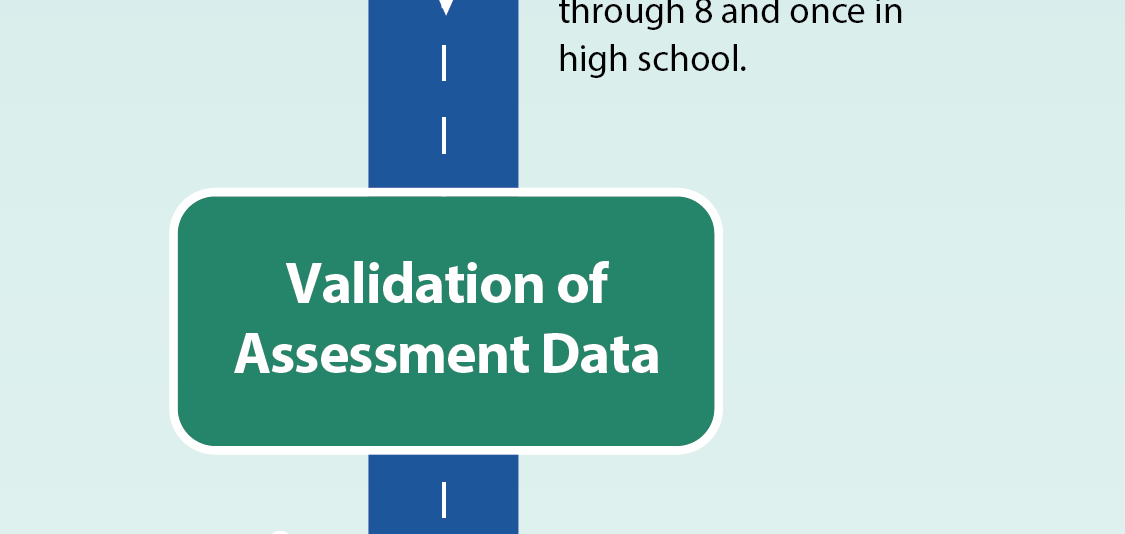 through 8 and once in
high school.
Validation of
Assessment Data